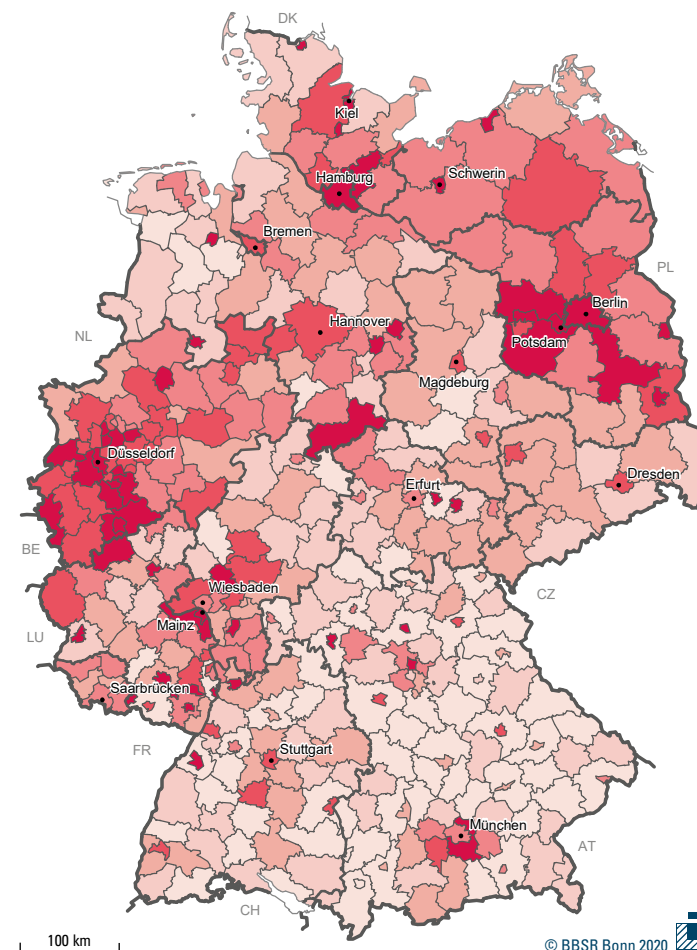 DK
Kiel
Hamburg
Schwerin
Bremen
PL
Berlin
Hannover
NL
Potsdam
Magdeburg
Düsseldorf
Dresden
Erfurt
BE
Wiesbaden
CZ
Mainz
LU
Saarbrücken
FR
Stuttgart
München
AT
CH
100 km
© BBSR Bonn 2020